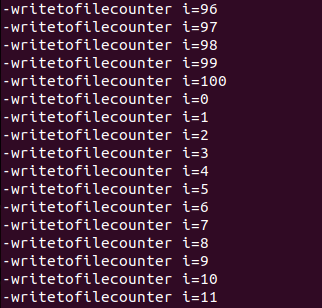 -writetofilecounter i=96
-writetofilecounter i=97
-writetofilecounter i=98
-writetofilecounter i=99
-writetofilecounter i=100
-writetofilecounter i=0
-writetofilecounter i=1
-writetofilecounter i=2
-writetofilecounter i=3
-writetofilecounter i=4
-writetofilecounter i=5
-writetofilecounter i=6
-writetofilecounter i=7
-writetofilecounter i=8
-writetofilecounter i=9
-writetofilecounter i=10
-writetofilecounter i=11